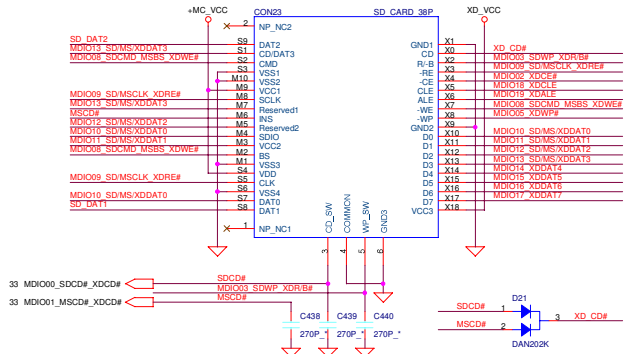 +MC_VCC CON23 SD_CARD_38P XD_VCC
2 NP_NC2
SD_DAT2 S9 DAT2 GND1 X1
MDIO13_SD/MS/XDDAT3 S1 CD/DAT3 CD X0 XD_CD#
MDIO08_SDCMD_MSBS_XDWE# S2 CMD R/-B X2 MDIO03_SDWP_XDR/B#
S3 VSS1 -RE X3 MDIO09_SD/MSCLK_XDRE#
M10 VSS2 -CE X4 MDIO02_XDCE#
M9 VCC1 CLE X5 MDIO18_XDCLE
MDIO09_SD/MSCLK_XDRE# M8 SCLK ALE X6 MDIO19_XDALE
MDIO13_SD/MS/XDDAT3 M7 Reserved1 -WE X7 MDIO08_SDCMD_MSBS_XDWE#
MSCD# M6 INS -WP X8 MDIO05_XDWP#
MDIO12_SD/MS/XDDAT2 M5 Reserved2 GND2 X9
MDIO10_SD/MS/XDDAT0 M4 SDIO D0 X10 MDIO10_SD/MS/XDDAT0
MDIO11_SD/MS/XDDAT1 M3 VCC2 D1 X11 MDIO11_SD/MS/XDDAT1
MDIO08_SDCMD_MSBS_XDWE# M2 BS D2 X12 MDIO12_SD/MS/XDDAT2
M1 VSS3 D3 X13 MDIO13_SD/MS/XDDAT3
S4 VDD D4 X14 MDIO14_XDDAT4
MDIO09_SD/MSCLK_XDRE# S5 CLK D5 X15 MDIO15_XDDAT5
S6 VSS4 D6 X16 MDIO16_XDDAT6
MDIO10_SD/MS/XDDAT0 S7 DAT0 D7 X17 MDIO17_XDDAT7
SD_DAT1 S8 DAT1 VCC3 X18
1 NP_NC1 CD_SW COMMON WP_SW GND3
3 4 5 6
33 MDIO00_SDCD#_XDCD# SDCD#
MDIO03_SDWP_XDR/B#
33 MDIO01_MSCD#_XDCD# MSCD#
C438 C439 C440
270P_* 270P_* 270P_*
D21
SDCD# 1
3 XD_CD#
MSCD# 2
DAN202K